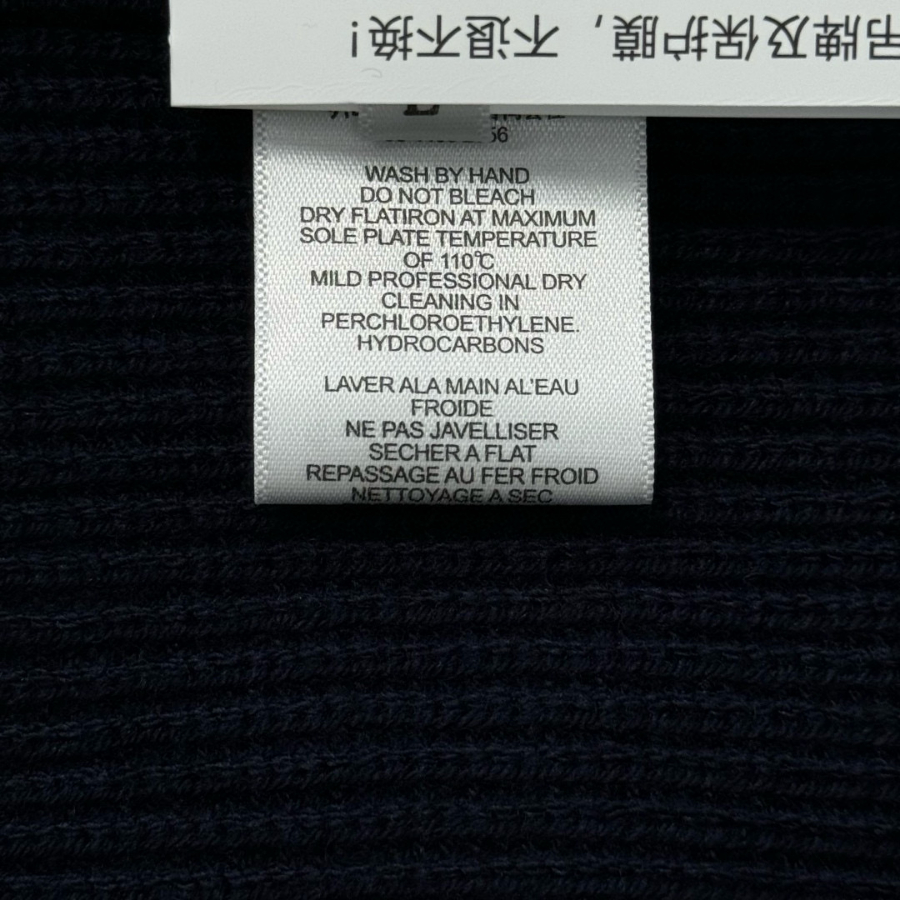 吊牌及保护膜，不退不换！
56
WASH BY HAND
DO NOT BLEACH
DRY FLATIRON AT MAXIMUM
SOLE PLATE TEMPERATURE
OF 110℃
MILD PROFESSIONAL DRY
CLEANING IN
PERCHLOROETHYLENE.
HYDROCARBONS
LAVER ALA MAIN AL'EAU
FROIDE
NE PAS JAVELLISER
SECHER A FLAT
REPASSAGE AU FER FROID
NETTOYAGE A SEC